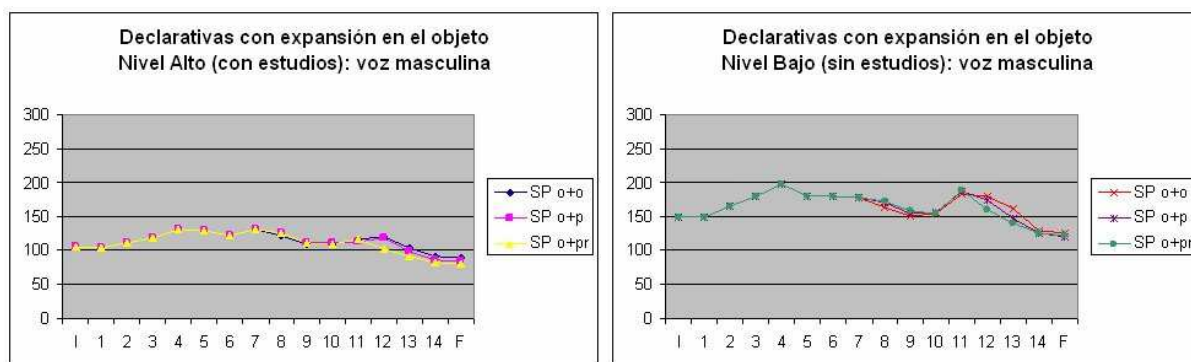 Declarativas con expansión en el objeto
Nivel Alto (con estudios): voz masculina
300
250
200
150
100
50
0
I 1 2 3 4 5 6 7 8 9 10 11 12 13 14 F
SP o+o
SP o+p
SP o+pr
Declarativas con expansión en el objeto
Nivel Bajo (sin estudios): voz masculina
300
250
200
150
100
50
0
I 1 2 3 4 5 6 7 8 9 10 11 12 13 14 F
SP o+o
SP o+p
SP o+pr